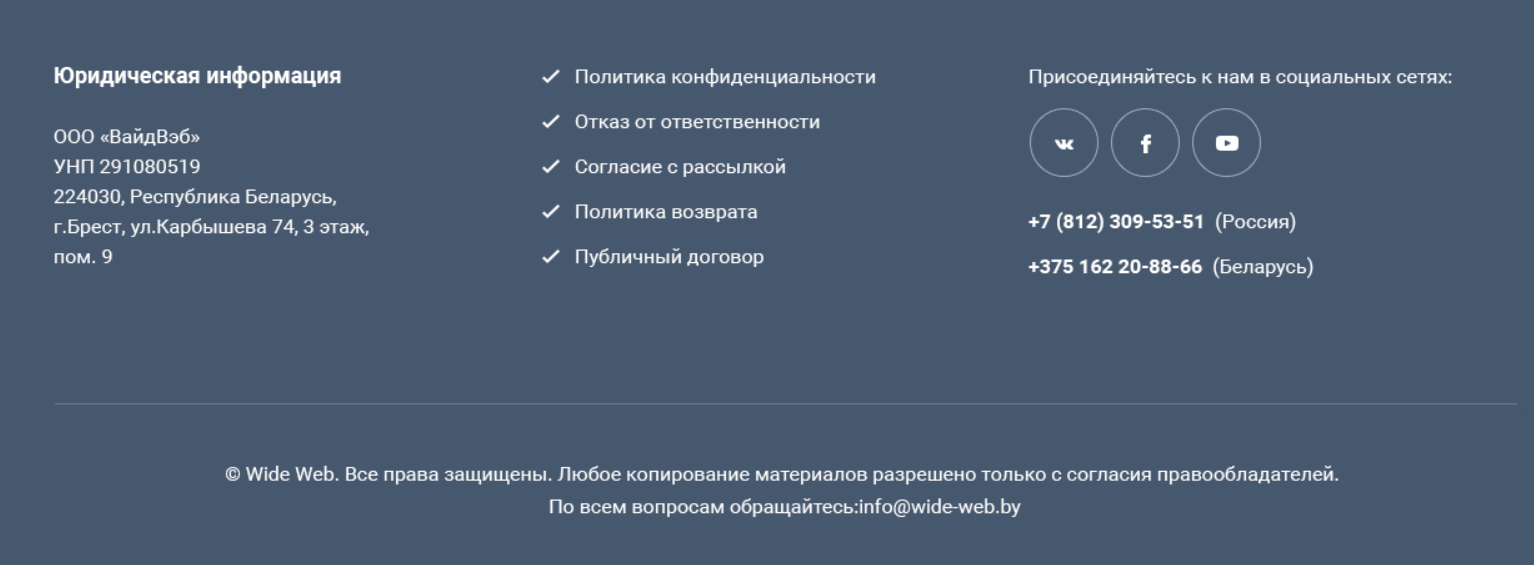 Юридическая информация
ООО «ВайдВэб»
УНП 291080519
224030, Республика Беларусь,
г.Брест, ул.Карбышева 74, 3 этаж,
пом. 9
Политика конфиденциальности
Отказ от ответственности
Согласие с рассылкой
Политика возврата
Публичный договор
Присоединяйтесь к нам в социальных сетях:
+7 (812) 309-53-51 (Россия)
+375 162 20-88-66 (Беларусь)
© Wide Web. Все права защищены. Любое копирование материалов разрешено только с согласия правообладателей.
По всем вопросам обращайтесь:info@wide-web.by